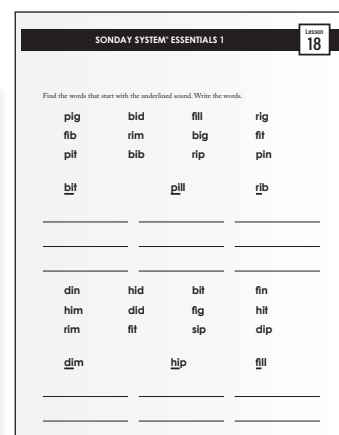 SONDAY SYSTEM® ESSENTIALS 1
Lesson
18
Find the words that start with the underlined sound. Write the words.
pig bid fill rig
fib rim big fit
pit bib rip pin
bit pill rib
din hid bit fin
him did fig hit
rim fit sip dip
dim hip fill